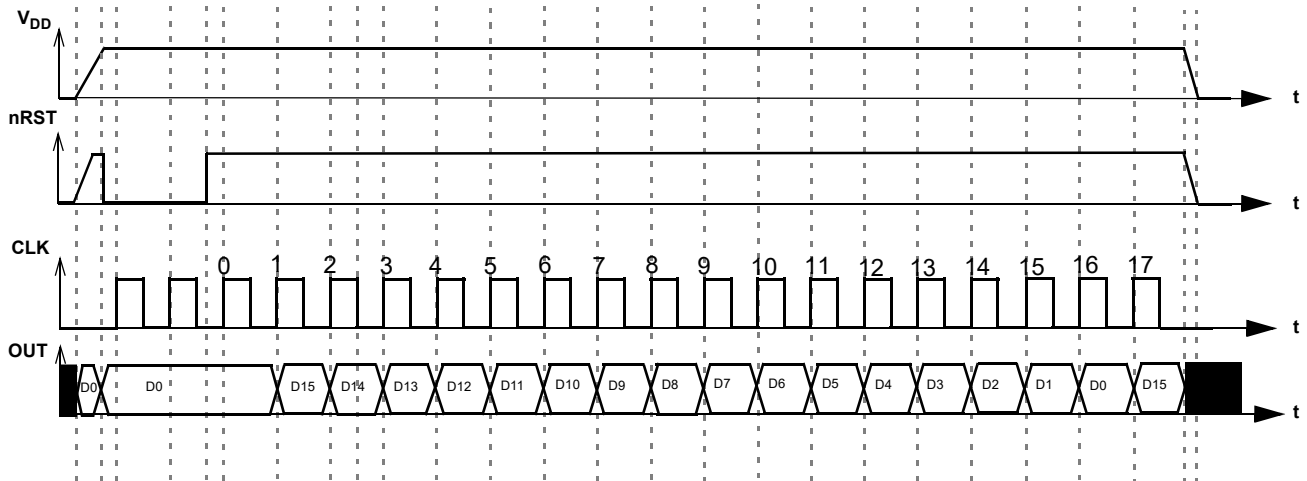 VDD
t
nRST
t
CLK
0 1 2 3 4 5 6 7 8 9 10 11 12 13 14 15 16 17
t
OUT
D0 D0 D15 D14 D13 D12 D11 D10 D9 D8 D7 D6 D5 D4 D3 D2 D1 D0 D15
t